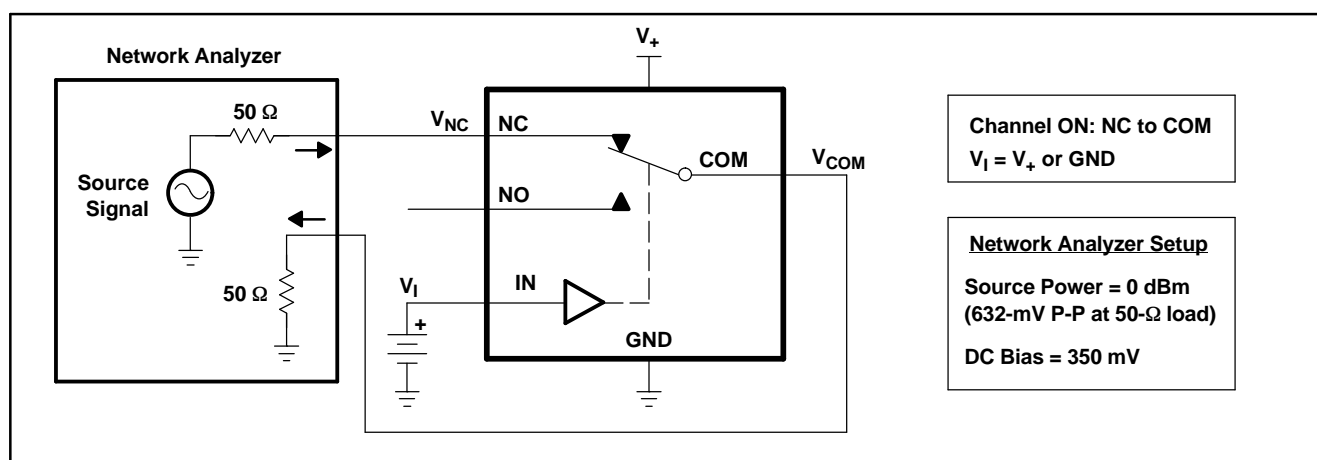 V+
Network Analyzer
50 Ω
VNC
NC
COM
VCOM
Source
Signal
NO
50 Ω
VI
IN
+
GND
Channel ON: NC to COM
VI = V+ or GND
Network Analyzer Setup
Source Power = 0 dBm
(632-mV P-P at 50-Ω load)
DC Bias = 350 mV